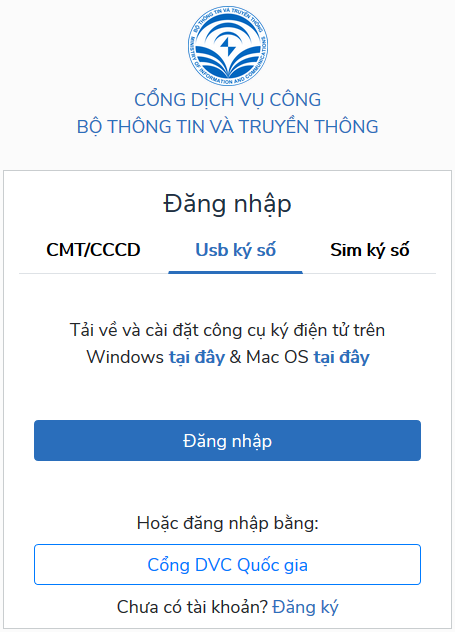 BỘ THÔNG TIN VÀ TRUYỀN THÔNG
MINISTRY OF INFORMATION AND COMMUNICATIONS
CỔNG DỊCH VỤ CÔNG
BỘ THÔNG TIN VÀ TRUYỀN THÔNG
Đăng nhập
CMT/CCCD Usb ký số Sim ký số
Tải về và cài đặt công cụ ký điện tử trên
Windows tại đây & Mac OS tại đây
Đăng nhập
Hoặc đăng nhập bằng:
Cổng DVC Quốc gia
Chưa có tài khoản? Đăng ký